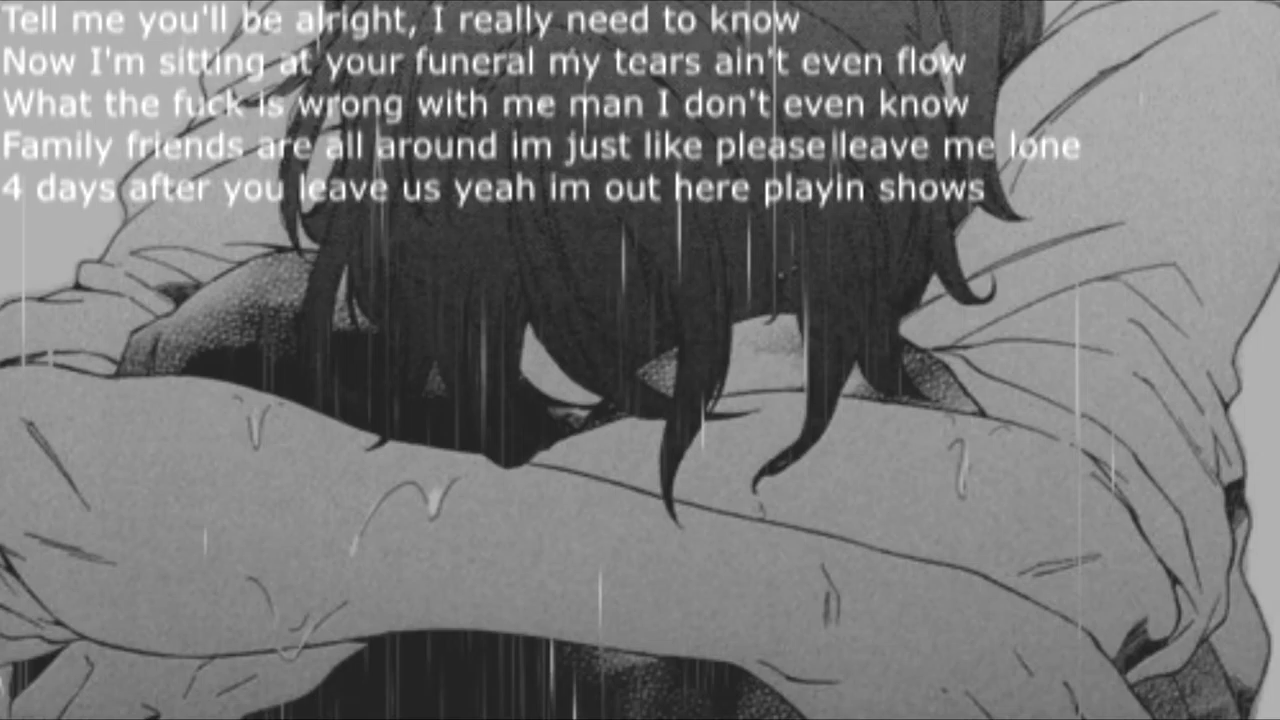 Tell me you'll be alright, I really need to know
Now I'm sitting at your funeral my tears ain't even flow
What the fuck is wrong with me man I don't even know
Family friends are all around im just like please leave me lone
4 days after you leave us yeah im out here playin shows